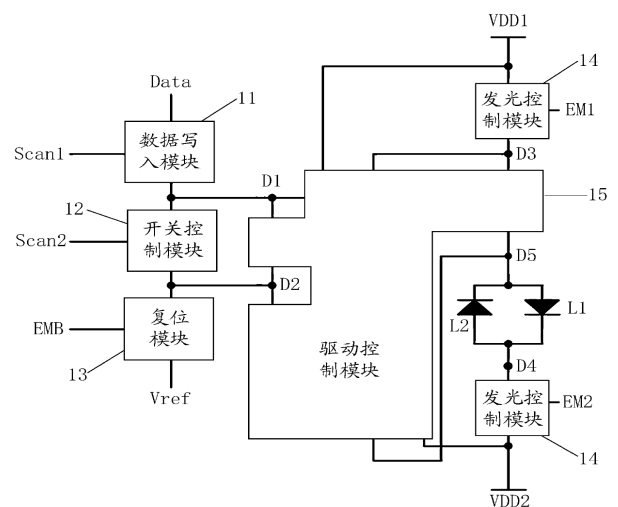 VDD1
14
发光控
制模块
EM1
Data
11
数据写
入模块
Scan1
D3
D1
15
12
开关控
制模块
Scan2
D5
D2
L2
L1
复位
模块
EMB
13
驱动控
制模块
D4
Vref
发光控
制模块
EM2
14
VDD2